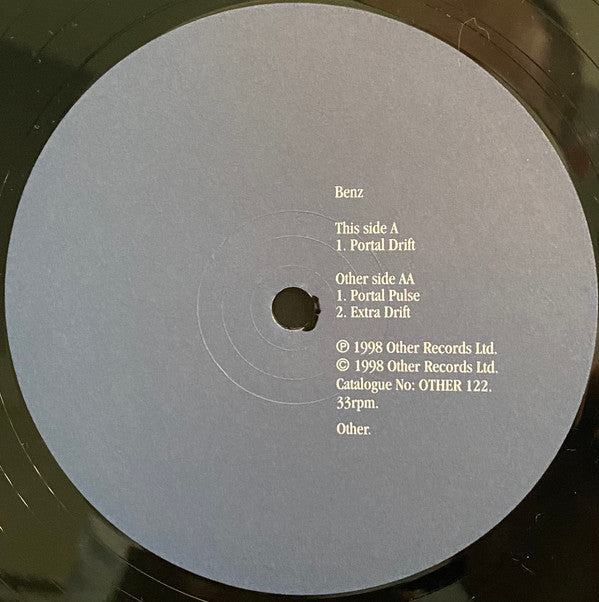 Benz
This side A
1. Portal Drift
Other side AA
1. Portal Pulse
2. Extra Drift
℗ 1998 Other Records Ltd.
© 1998 Other Records Ltd.
Catalogue No: OTHER 122.
33rpm.
Other.